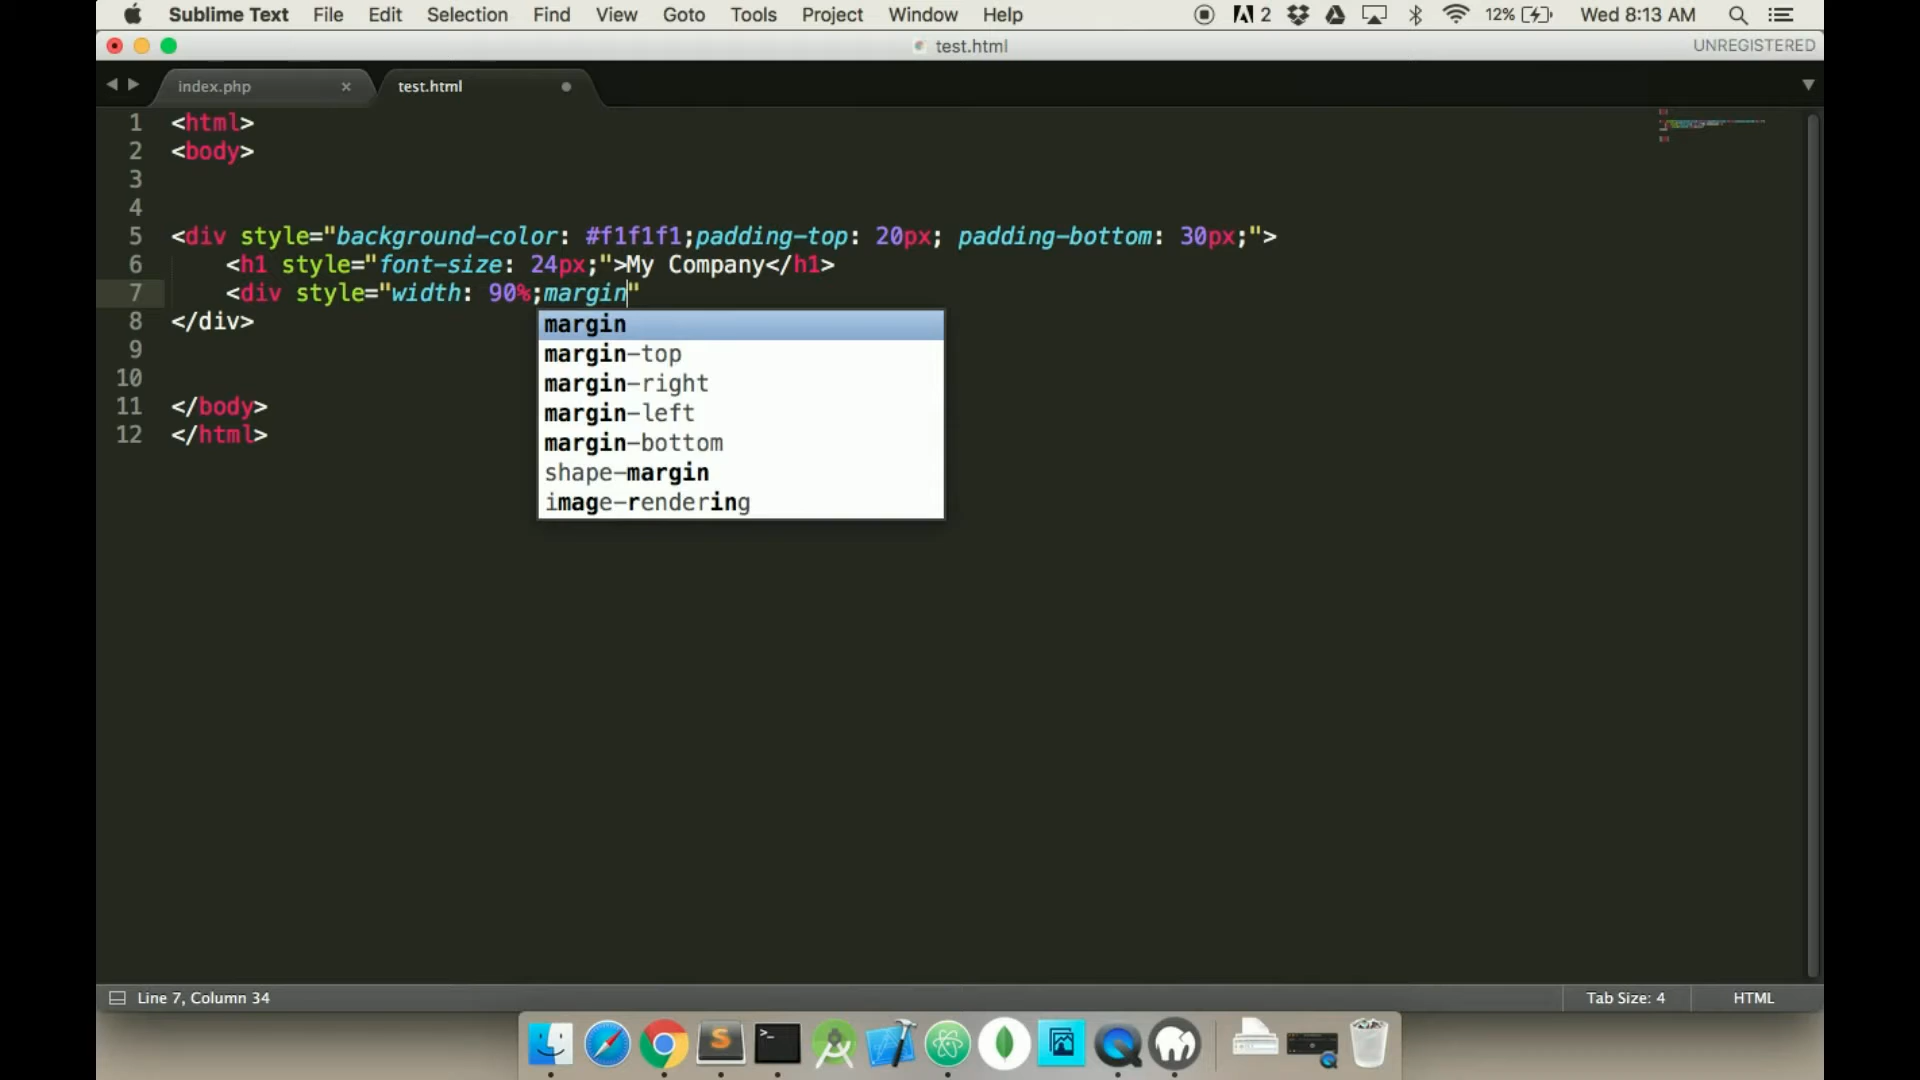 Sublime Text File Edit Selection Find View Goto Tools Project Window Help 2 12% Wed 8:13 AM
test.html UNREGISTERED
index.php × test.html
1 <html>
2 <body>
3
4
5 <div style="background-color: #f1f1f1;padding-top: 20px; padding-bottom: 30px;">
6 <h1 style="font-size: 24px;">My Company</h1>
7 <div style="width: 90%;margin"
8 </div>
9
10
11 </body>
12 </html>
margin
margin-top
margin-right
margin-left
margin-bottom
shape-margin
image-rendering
Line 7, Column 34 Tab Size: 4 HTML
S >_